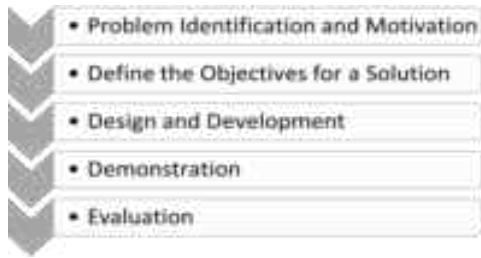 • Problem Identification and Motivation
• Define the Objectives for a Solution
• Design and Development
• Demonstration
• Evaluation